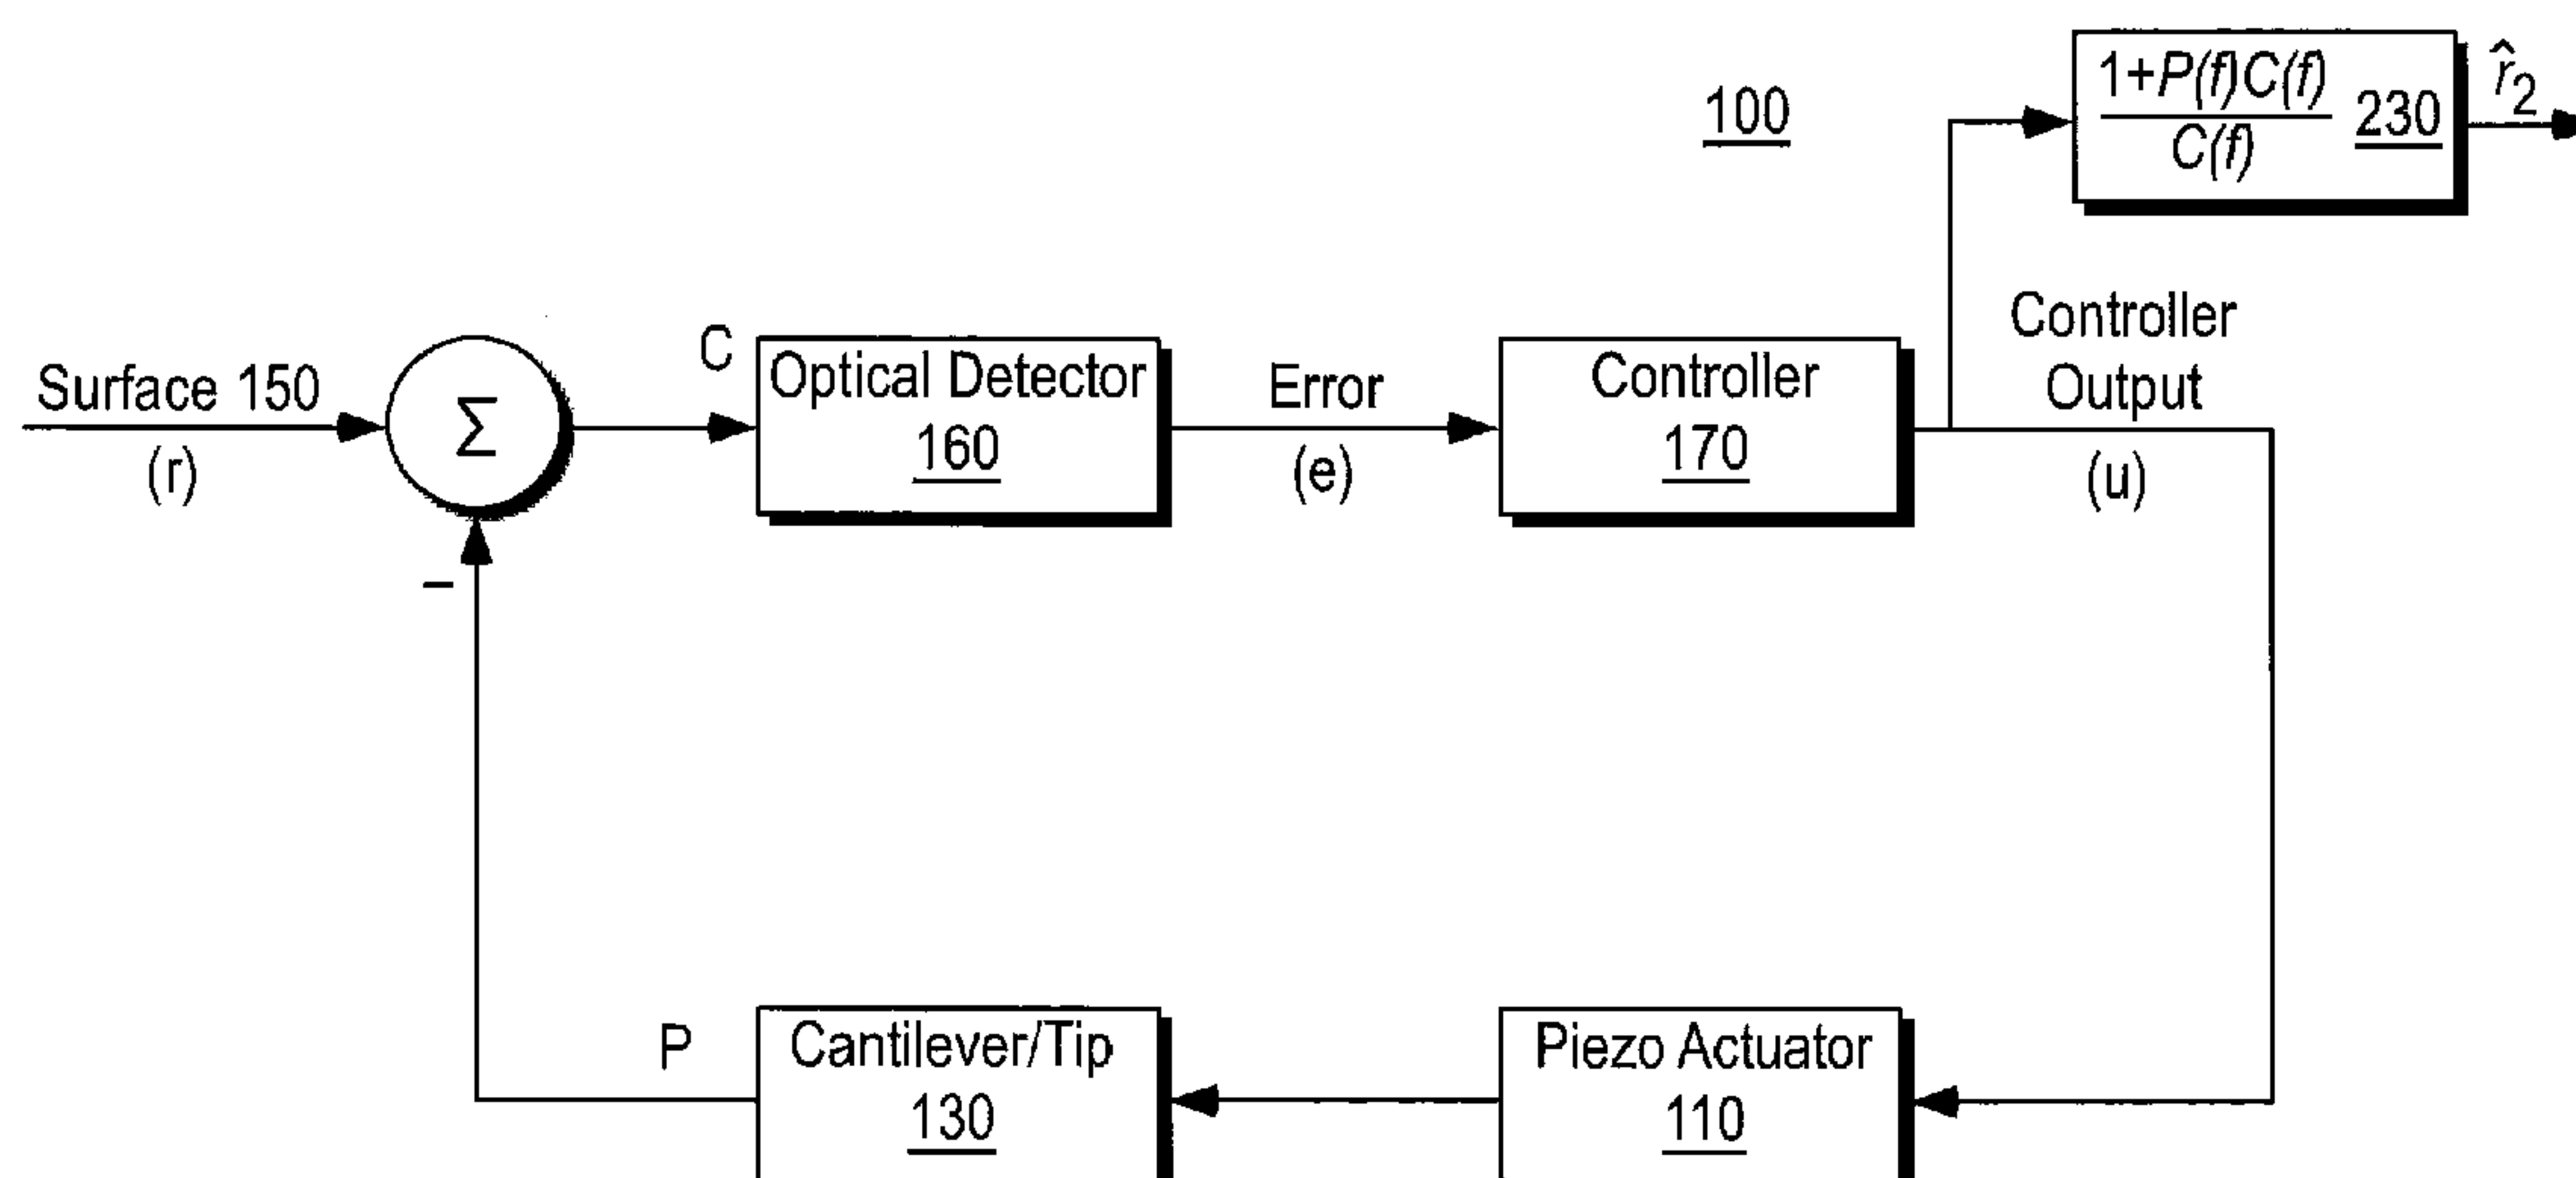 100
1+P(f)C(f)
C(f)
230
r̂2
Surface 150
(r)
Σ
−
C
Optical Detector
160
Error
(e)
Controller
170
Controller
Output
(u)
P
Cantilever/Tip
130
Piezo Actuator
110